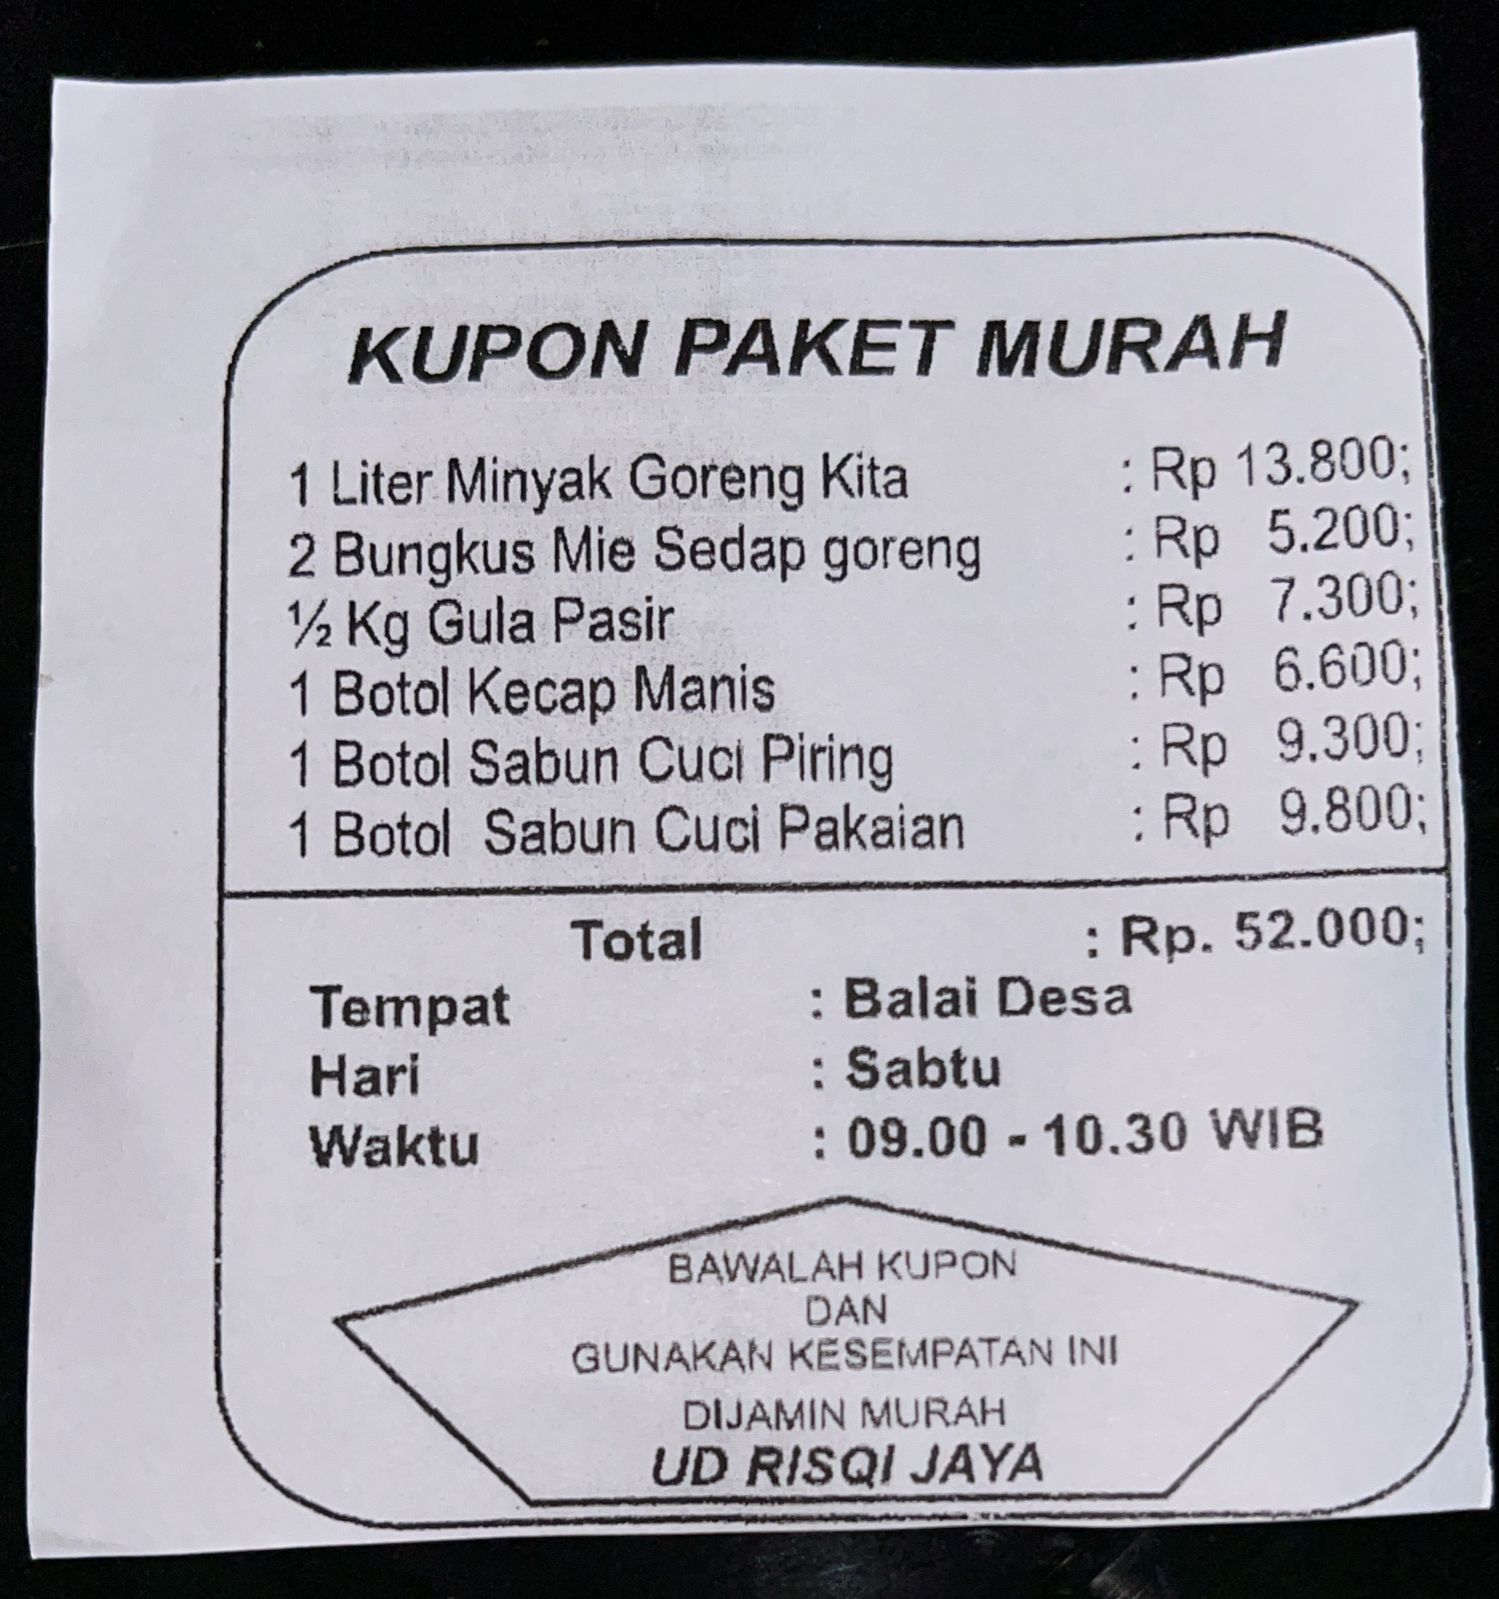 KUPON PAKET MURAH
1 Liter Minyak Goreng Kita : Rp 13.800;
2 Bungkus Mie Sedap goreng : Rp 5.200;
½ Kg Gula Pasir : Rp 7.300;
1 Botol Kecap Manis : Rp 6.600;
1 Botol Sabun Cuci Piring : Rp 9.300;
1 Botol Sabun Cuci Pakaian : Rp 9.800;
Total : Rp. 52.000;
Tempat : Balai Desa
Hari : Sabtu
Waktu : 09.00 - 10.30 WIB
BAWALAH KUPON
DAN
GUNAKAN KESEMPATAN INI
DIJAMIN MURAH
UD RISQI JAYA